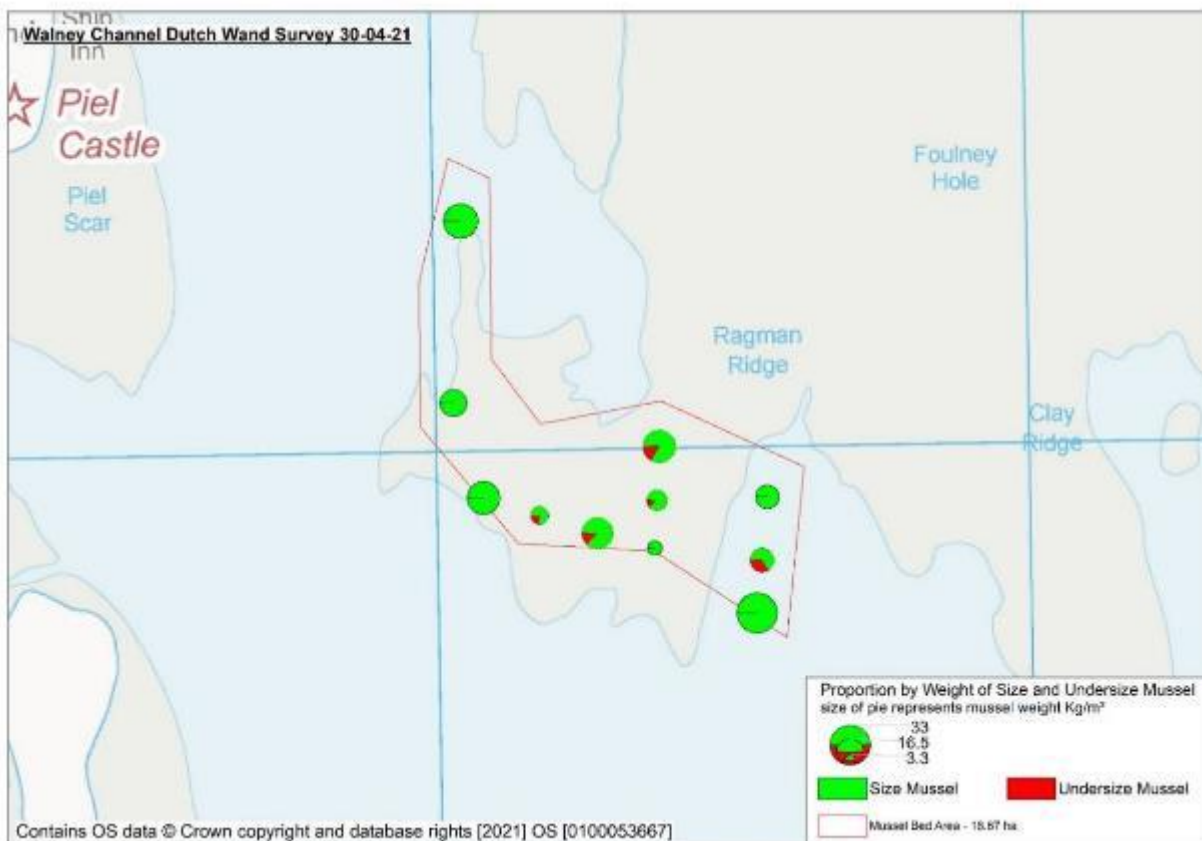 Ship
Walney Channel Dutch Wand Survey 30-04-21
Inn
Piel
Castle
Piel
Scar
Foulney
Hole
Ragman
Ridge
Clay
Ridge
Proportion by Weight of Size and Undersize Mussel
size of pie represents mussel weight Kg/m²
33
16.5
3.3
Size Mussel
Undersize Mussel
Mussel Bed Area - 18.67 ha
Contains OS data © Crown copyright and database rights [2021] OS [0100053667]